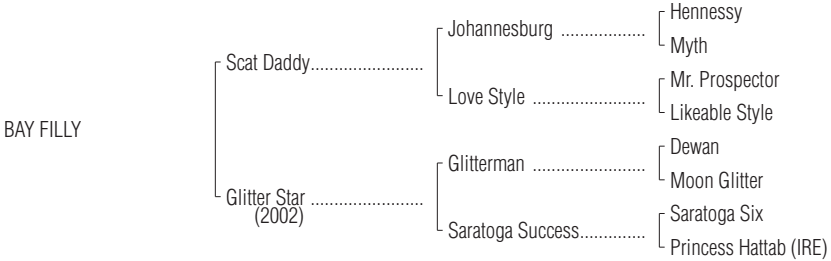 Hennessy
Johannesburg ....................
Myth
Scat Daddy.......................
Mr. Prospector
Love Style ........................
Likeable Style
BAY FILLY
Dewan
Glitterman ........................
Moon Glitter
Glitter Star ........................
(2002)
Saratoga Six
Saratoga Success..............
Princess Hattab (IRE)